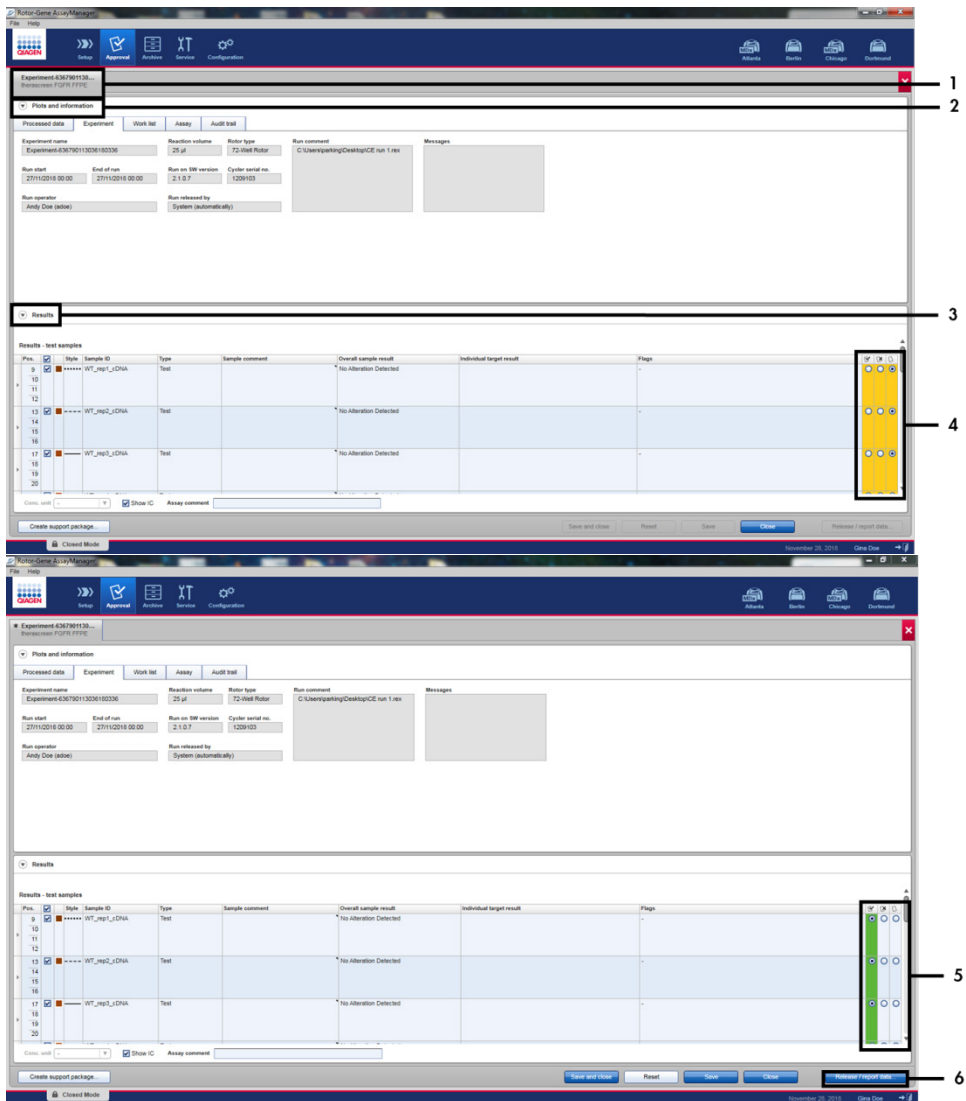 Rotor-Gene AssayManager
File Help
QIAGEN
Setup Approval Archive Service Configuration
Atlanta Berlin Chicago Dortmund
Experiment-6367901130...
therascreen FGFR FFPE
1
Plots and information
2
Processed data Experiment Work list Assay Audit trail
Experiment name Reaction volume Rotor type Run comment Messages
Experiment-636790113036160336 25 µl 72-Well Rotor C:\Users\parking\Desktop\CE run 1.rex
Run start End of run Run on SW version Cycler serial no.
27/11/2018 00:00 27/11/2018 00:00 2.1.0.7 1209103
Run operator Run released by
Andy Doe (adoe) System (automatically)
Results
3
Results - test samples
Pos. Style Sample ID Type Sample comment Overall sample result Individual target result Flags
9 WT_rep1_cDNA Test No Alteration Detected -
10
11
12
13 WT_rep2_cDNA Test No Alteration Detected -
14
15
16
17 WT_rep3_cDNA Test No Alteration Detected -
18
19
20
4
Conc. unit - Show IC Assay comment
Create support package... Save and close Reset Save Close Release / report data...
Closed Mode November 28, 2018 Gina Doe
Rotor-Gene AssayManager
File Help
QIAGEN
Setup Approval Archive Service Configuration
Atlanta Berlin Chicago Dortmund
Experiment-6367901130...
therascreen FGFR FFPE
Plots and information
Processed data Experiment Work list Assay Audit trail
Experiment name Reaction volume Rotor type Run comment Messages
Experiment-636790113036160336 25 µl 72-Well Rotor C:\Users\parking\Desktop\CE run 1.rex
Run start End of run Run on SW version Cycler serial no.
27/11/2018 00:00 27/11/2018 00:00 2.1.0.7 1209103
Run operator Run released by
Andy Doe (adoe) System (automatically)
Results
Results - test samples
Pos. Style Sample ID Type Sample comment Overall sample result Individual target result Flags
9 WT_rep1_cDNA Test No Alteration Detected -
10
11
12
13 WT_rep2_cDNA Test No Alteration Detected -
14
15
16
17 WT_rep3_cDNA Test No Alteration Detected -
18
19
20
5
Conc. unit - Show IC Assay comment
Create support package... Save and close Reset Save Close Release / report data...
6
Closed Mode November 28, 2018 Gina Doe